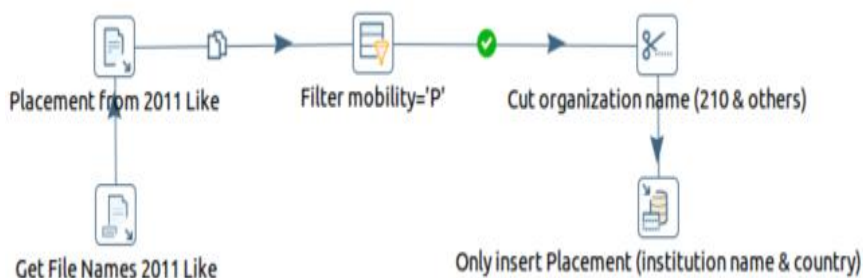 Placement from 2011 Like
Filter mobility='P'
Cut organization name (210 & others)
Get File Names 2011 Like
Only insert Placement (institution name & country)